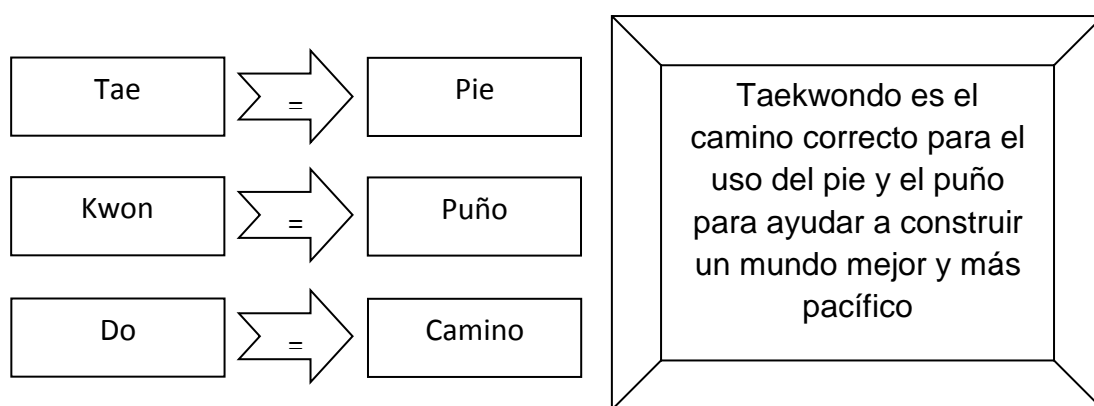 Tae = Pie
Kwon = Puño
Do = Camino
Taekwondo es el
camino correcto para el
uso del pie y el puño
para ayudar a construir
un mundo mejor y más
pacífico